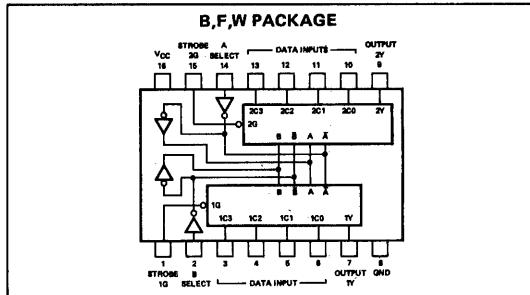 B,F,W PACKAGE
VCC 16
STROBE 2G 15
A SELECT 14
DATA INPUTS
13 12 11 10
OUTPUT 2Y 9
2C3 2C2 2C1 2C0 2Y
2G
B B̅ A A̅
B B̅ A A̅
1G
1C3 1C2 1C1 1C0 1Y
1 STROBE 1G
2 B SELECT
3 4 5 6
DATA INPUT
7 OUTPUT 1Y
8 GND